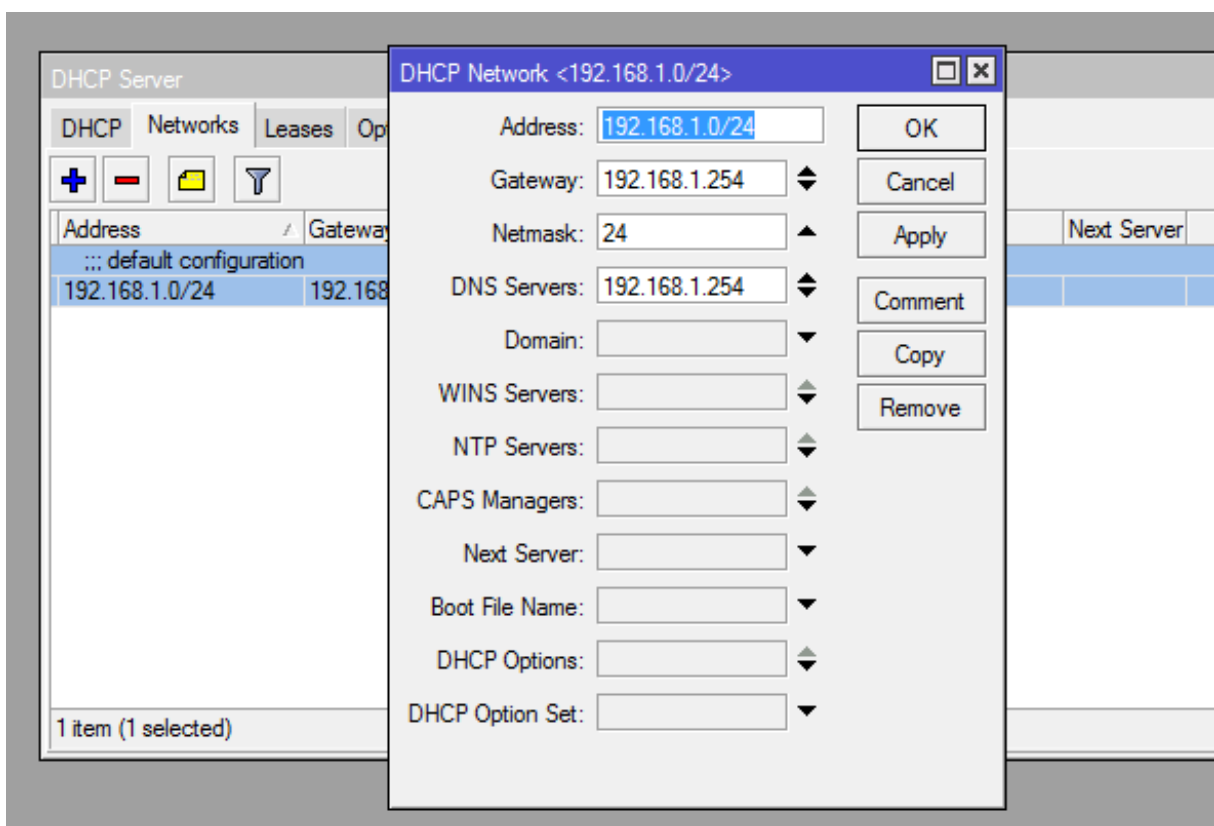 DHCP Server
DHCP Networks Leases Op
Address Gateway Next Server
;;; default configuration
192.168.1.0/24 192.168
1 item (1 selected)
DHCP Network <192.168.1.0/24>
Address: 192.168.1.0/24 OK
Gateway: 192.168.1.254 Cancel
Netmask: 24 Apply
DNS Servers: 192.168.1.254 Comment
Domain: Copy
WINS Servers: Remove
NTP Servers:
CAPS Managers:
Next Server:
Boot File Name:
DHCP Options:
DHCP Option Set: